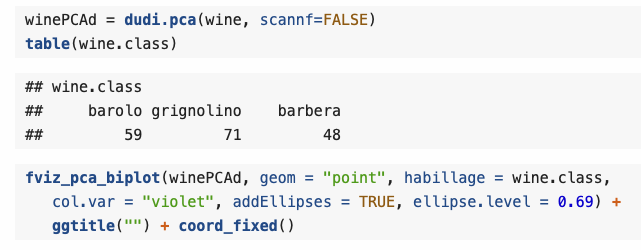 winePCAd = dudi.pca(wine, scannf=FALSE)
table(wine.class)
## wine.class
##     barolo grignolino    barbera
##         59         71         48
fviz_pca_biplot(winePCAd, geom = "point", habillage = wine.class,
   col.var = "violet", addEllipses = TRUE, ellipse.level = 0.69) +
   ggtitle("") + coord_fixed()